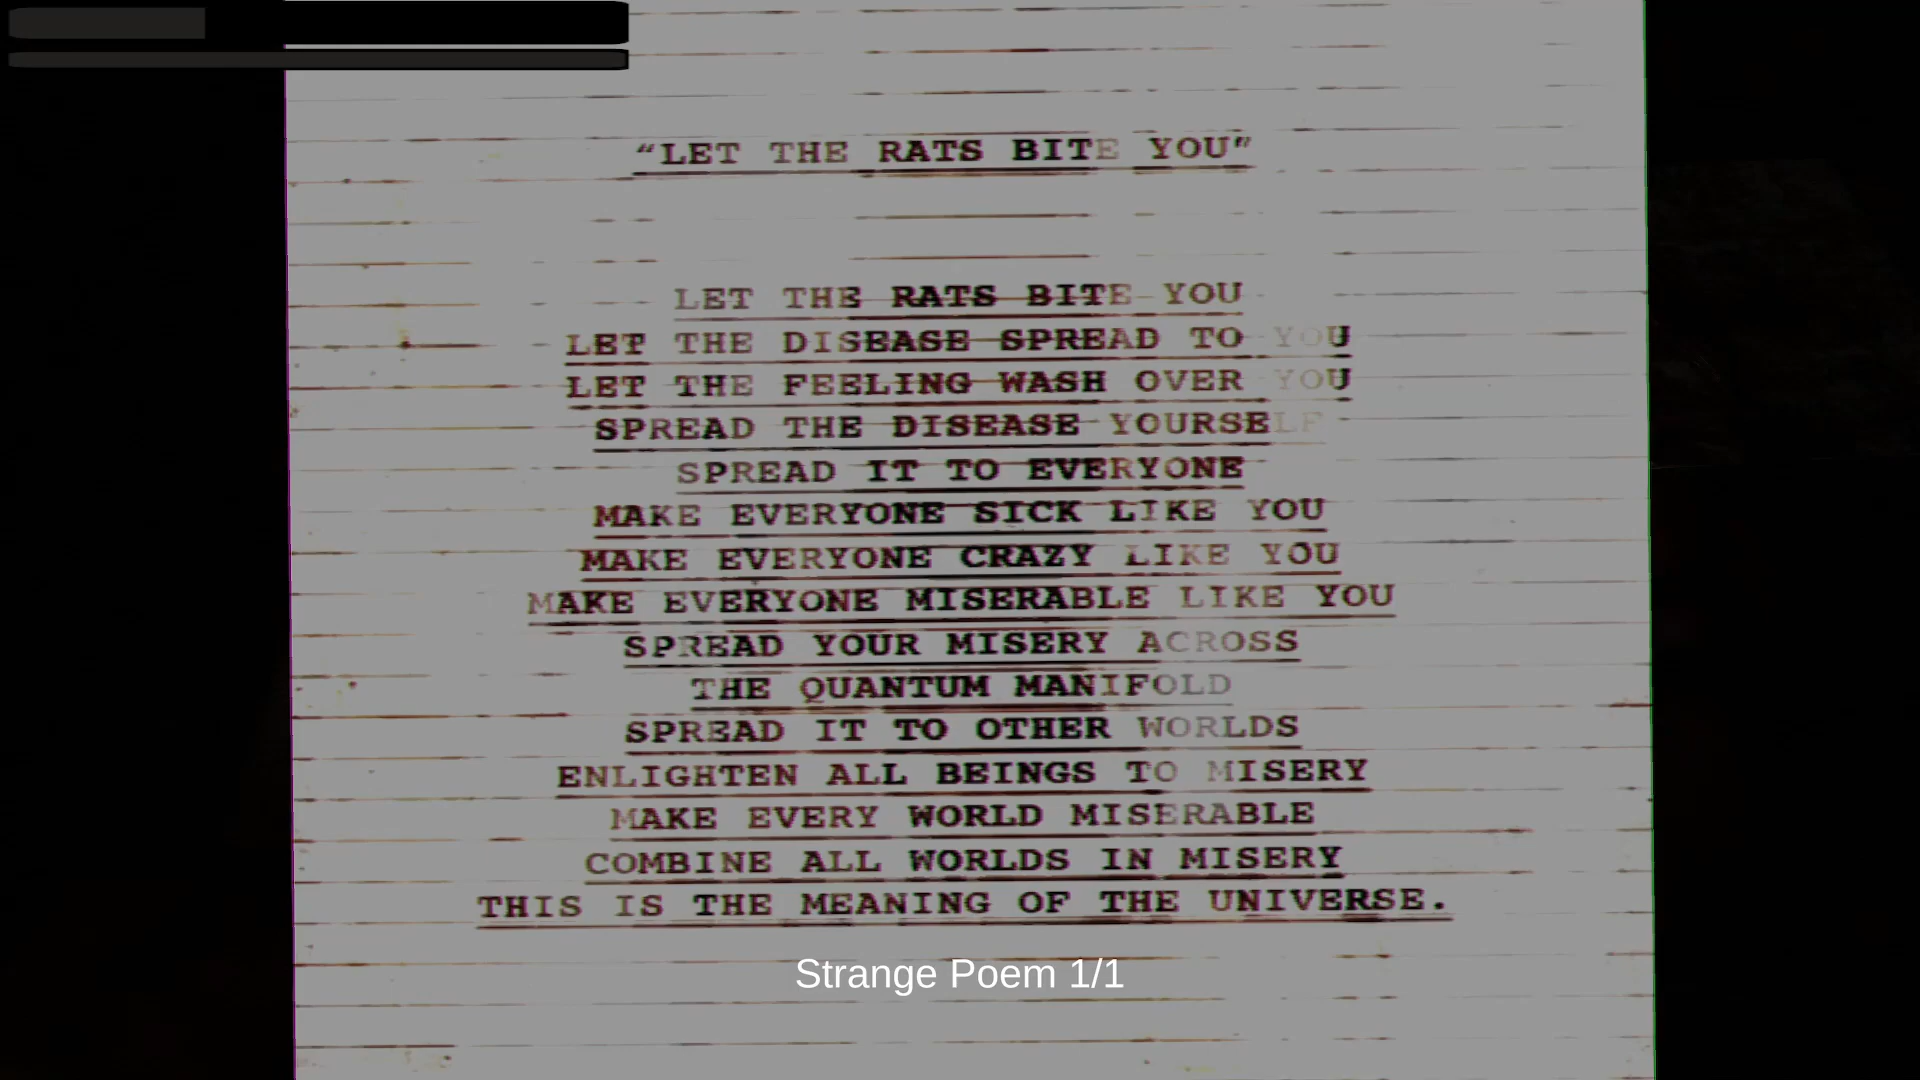 “LET THE RATS BITE YOU”
LET THE RATS BITE YOU
LET THE DISEASE SPREAD TO YOU
LET THE FEELING WASH OVER YOU
SPREAD THE DISEASE YOURSELF
SPREAD IT TO EVERYONE
MAKE EVERYONE SICK LIKE YOU
MAKE EVERYONE CRAZY LIKE YOU
MAKE EVERYONE MISERABLE LIKE YOU
SPREAD YOUR MISERY ACROSS
THE QUANTUM MANIFOLD
SPREAD IT TO OTHER WORLDS
ENLIGHTEN ALL BEINGS TO MISERY
MAKE EVERY WORLD MISERABLE
COMBINE ALL WORLDS IN MISERY
THIS IS THE MEANING OF THE UNIVERSE.
Strange Poem 1/1